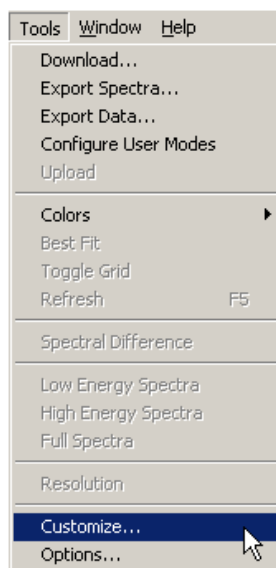 Tools Window Help
Download...
Export Spectra...
Export Data...
Configure User Modes
Upload
Colors
Best Fit
Toggle Grid
Refresh F5
Spectral Difference
Low Energy Spectra
High Energy Spectra
Full Spectra
Resolution
Customize...
Options...